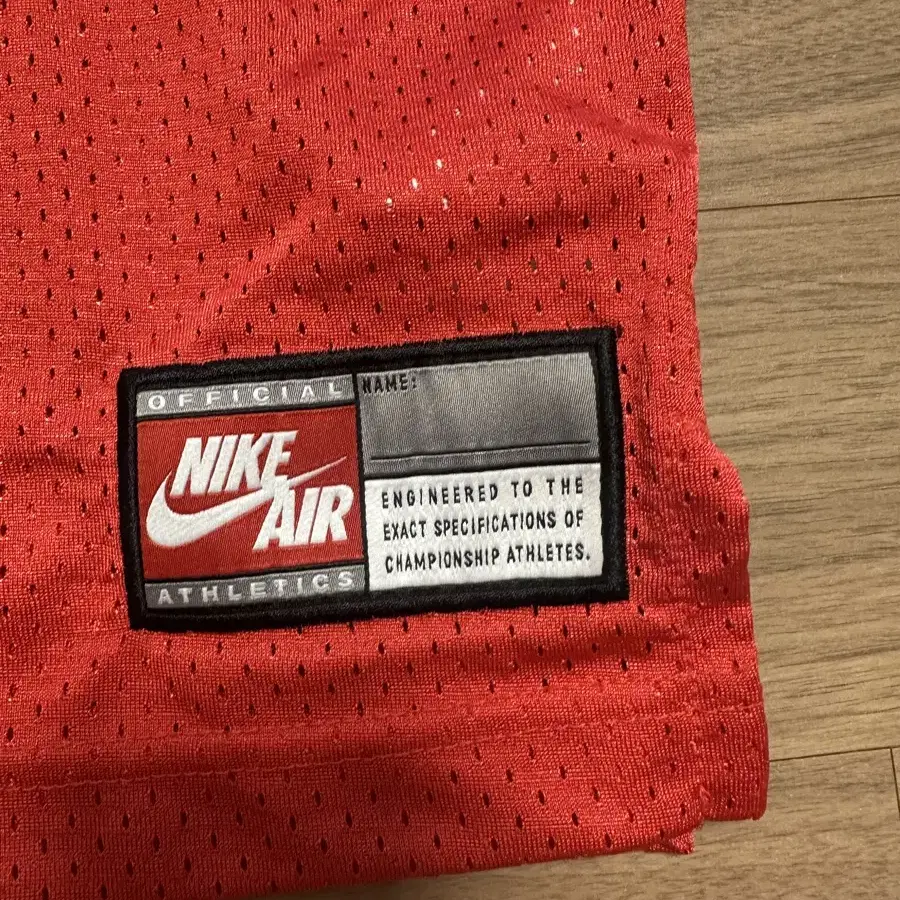 OFFICIAL
NIKE
AIR
ATHLETICS
NAME:
ENGINEERED TO THE
EXACT SPECIFICATIONS OF
CHAMPIONSHIP ATHLETES.